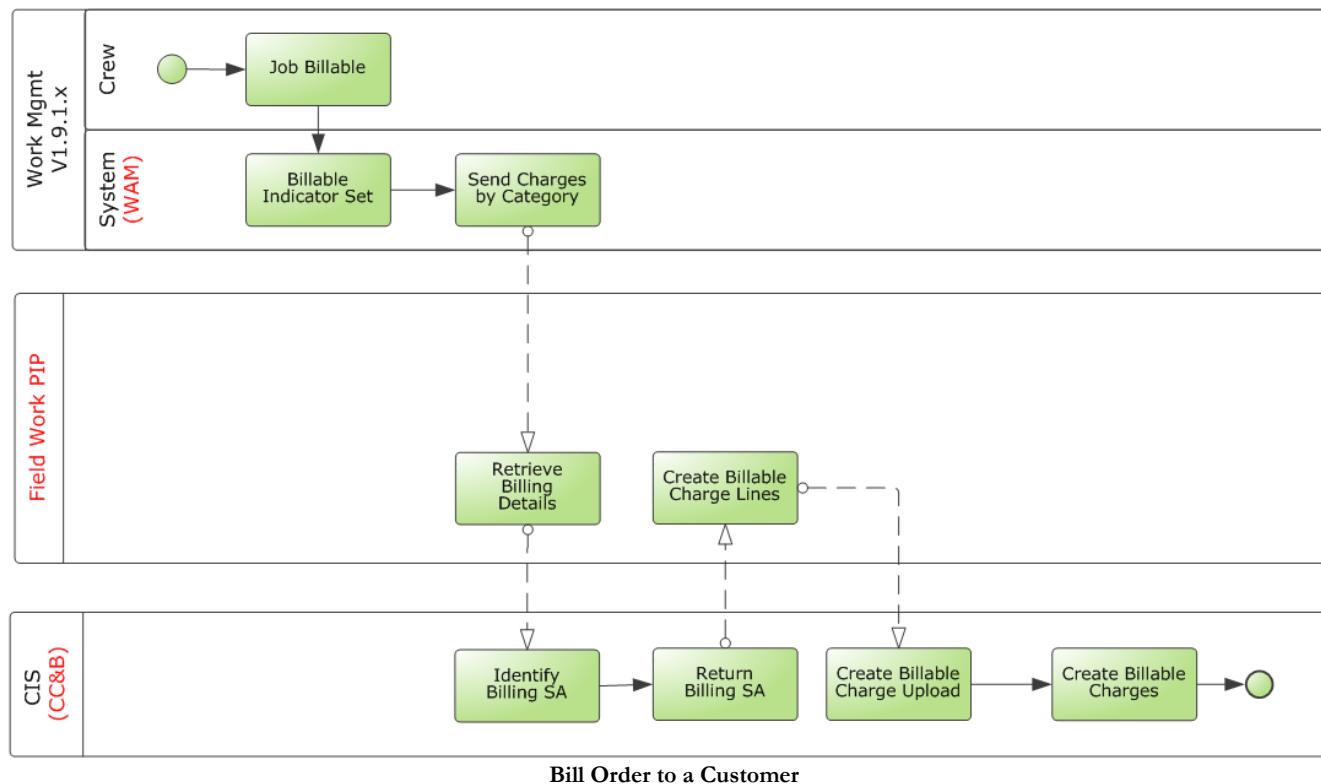 Work Mgmt
V1.9.1.x
Crew
Job Billable
System
(WAM)
Billable
Indicator Set
Send Charges
by Category
Field Work PIP
Retrieve
Billing
Details
Create Billable
Charge Lines
CIS
(CC&B)
Identify
Billing SA
Return
Billing SA
Create Billable
Charge Upload
Create Billable
Charges
Bill Order to a Customer